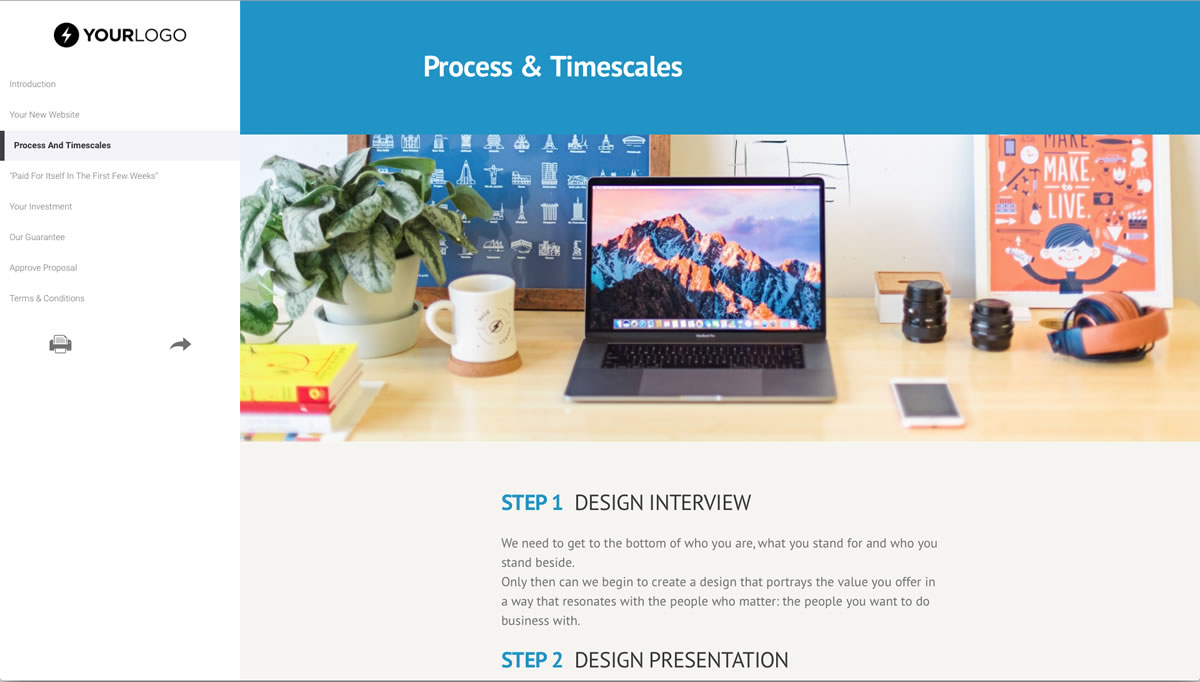 YOURLOGO
Introduction
Your New Website
Process And Timescales
"Paid For Itself In The First Few Weeks"
Your Investment
Our Guarantee
Approve Proposal
Terms & Conditions
Process & Timescales
MAKE
MAKE
to
LIVE.
MacBook Pro
STEP 1 DESIGN INTERVIEW
We need to get to the bottom of who you are, what you stand for and who you
stand beside.
Only then can we begin to create a design that portrays the value you offer in
a way that resonates with the people who matter: the people you want to do
business with.
STEP 2 DESIGN PRESENTATION